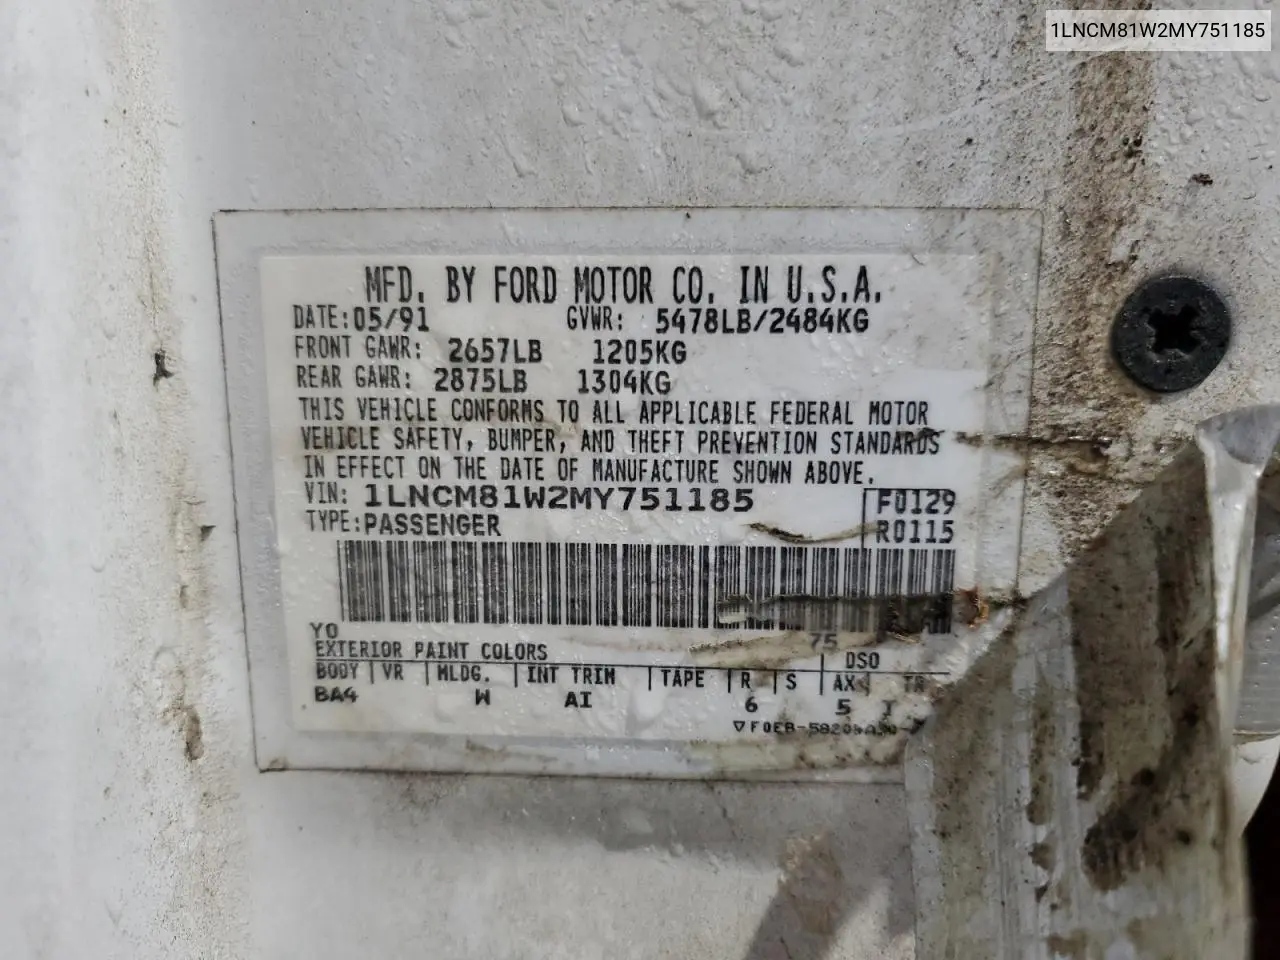 1LNCM81W2MY751185
MFD. BY FORD MOTOR CO. IN U.S.A.
DATE: 05/91 GVWR: 5478LB/2484KG
FRONT GAWR: 2657LB 1205KG
REAR GAWR: 2875LB 1304KG
THIS VEHICLE CONFORMS TO ALL APPLICABLE FEDERAL MOTOR
VEHICLE SAFETY, BUMPER, AND THEFT PREVENTION STANDARDS
IN EFFECT ON THE DATE OF MANUFACTURE SHOWN ABOVE.
VIN: 1LNCM81W2MY751185 F0129
TYPE: PASSENGER R0115
YO 75
EXTERIOR PAINT COLORS DSO
BODY VR MLDG. INT TRIM TAPE R S AX TR
BA4 W AI 6 5